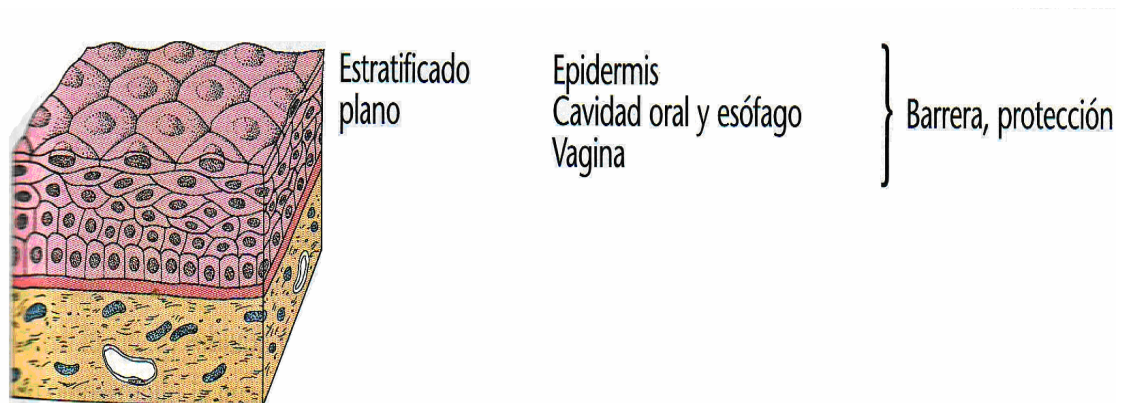 Estratificado
plano
Epidermis
Cavidad oral y esófago
Vagina
Barrera, protección